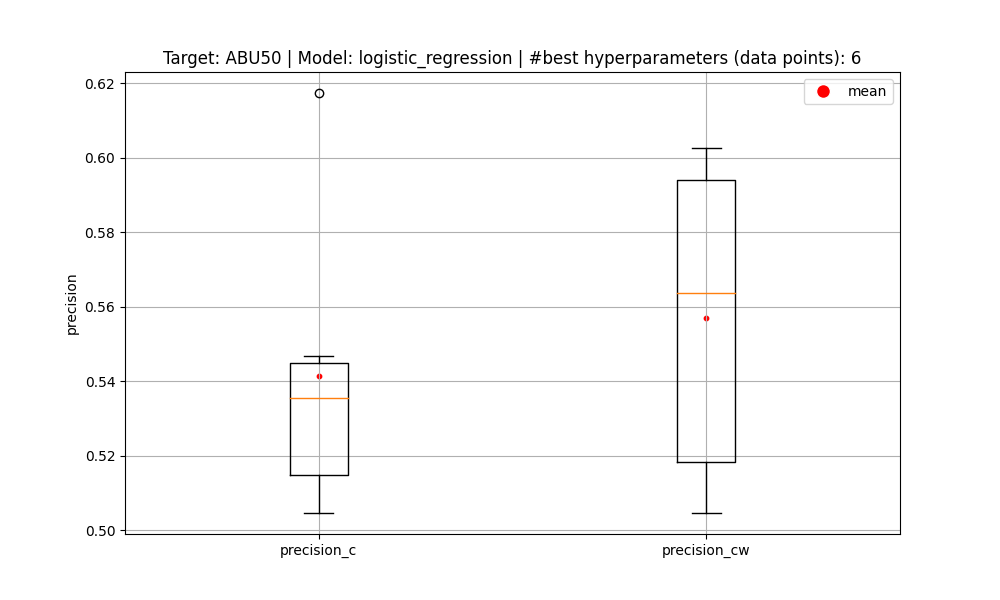 Target: ABU50 | Model: logistic_regression | #best hyperparameters (data points): 6
mean
precision
0.62
0.60
0.58
0.56
0.54
0.52
0.50
precision_c
precision_cw